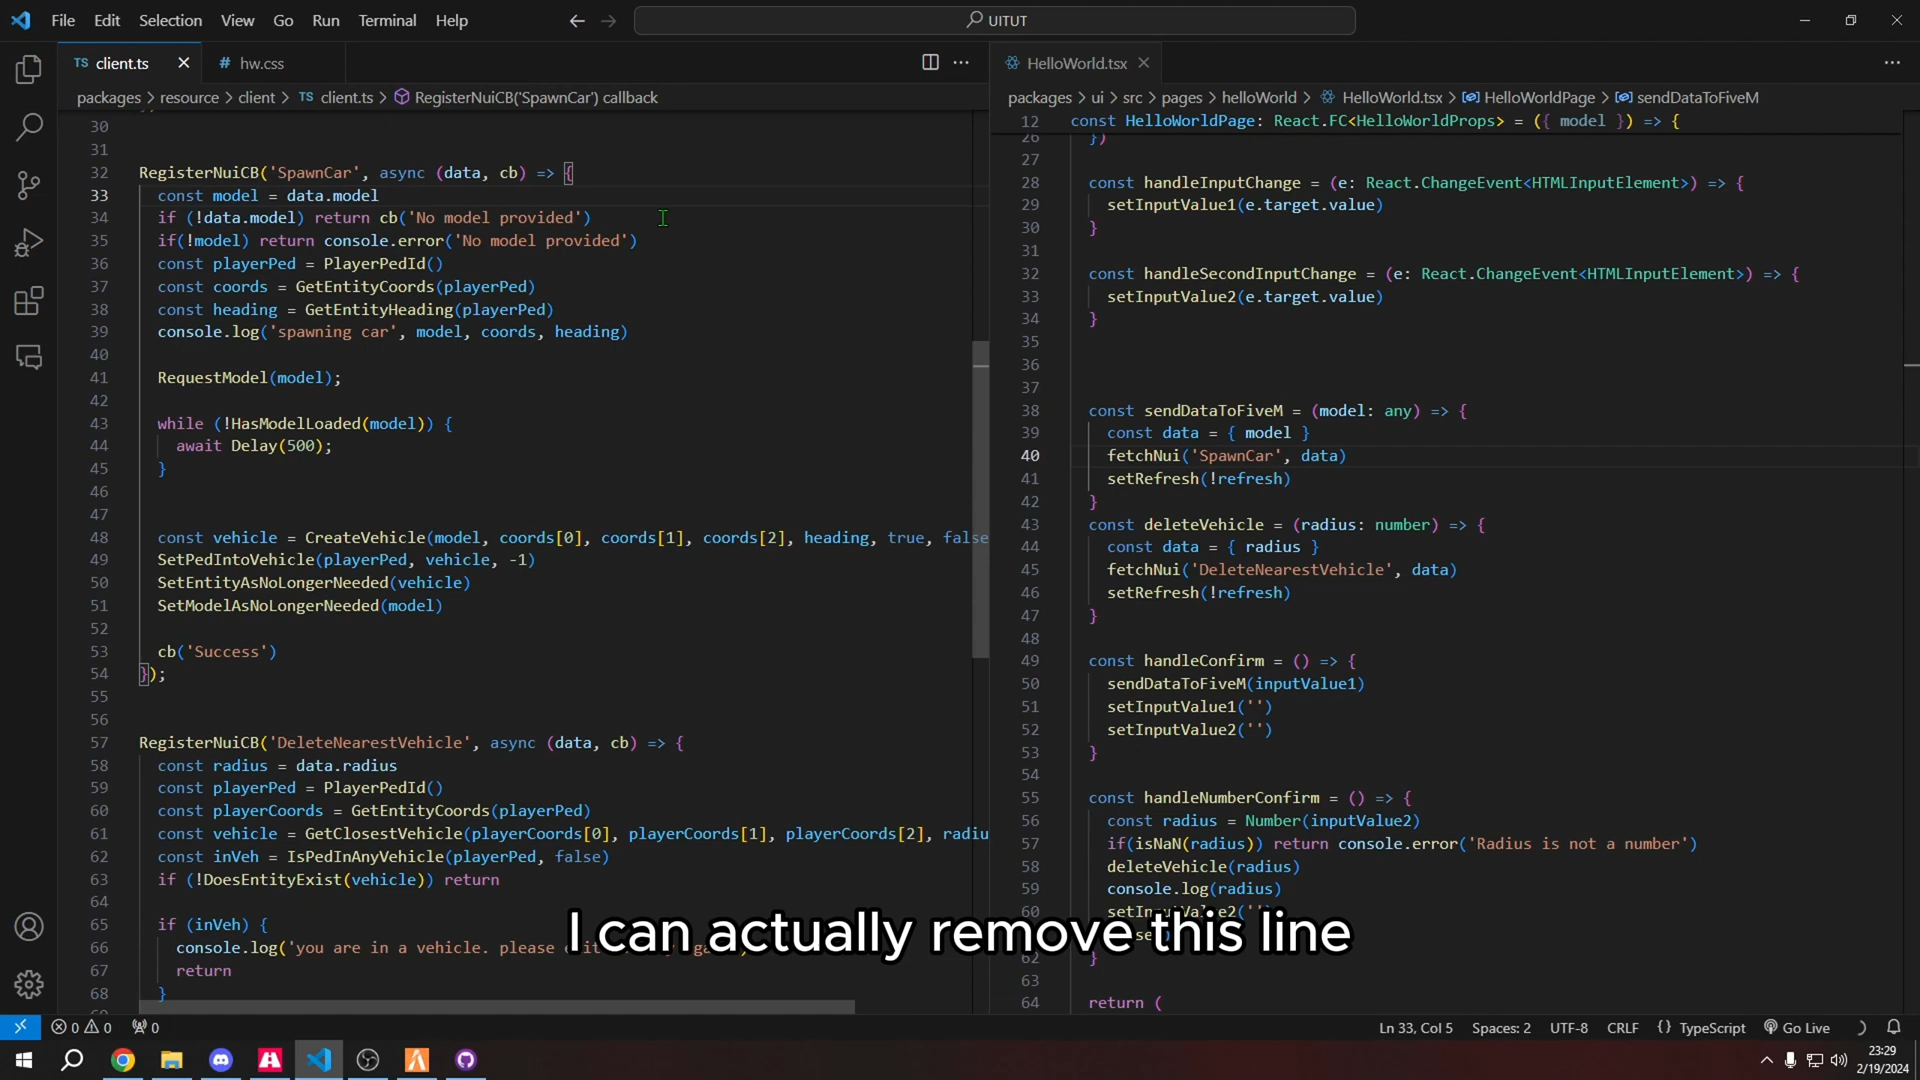 File Edit Selection View Go Run Terminal Help
UITUT
TS client.ts
# hw.css
packages > resource > client > TS client.ts > RegisterNuiCB('SpawnCar') callback
30
31
32 RegisterNuiCB('SpawnCar', async (data, cb) => {
33 const model = data.model
34 if (!data.model) return cb('No model provided')
35 if(!model) return console.error('No model provided')
36 const playerPed = PlayerPedId()
37 const coords = GetEntityCoords(playerPed)
38 const heading = GetEntityHeading(playerPed)
39 console.log('spawning car', model, coords, heading)
40
41 RequestModel(model);
42
43 while (!HasModelLoaded(model)) {
44 await Delay(500);
45 }
46
47
48 const vehicle = CreateVehicle(model, coords[0], coords[1], coords[2], heading, true, false
49 SetPedIntoVehicle(playerPed, vehicle, -1)
50 SetEntityAsNoLongerNeeded(vehicle)
51 SetModelAsNoLongerNeeded(model)
52
53 cb('Success')
54 });
55
56
57 RegisterNuiCB('DeleteNearestVehicle', async (data, cb) => {
58 const radius = data.radius
59 const playerPed = PlayerPedId()
60 const playerCoords = GetEntityCoords(playerPed)
61 const vehicle = GetClosestVehicle(playerCoords[0], playerCoords[1], playerCoords[2], radiu
62 const inVeh = IsPedInAnyVehicle(playerPed, false)
63 if (!DoesEntityExist(vehicle)) return
64
65 if (inVeh) {
66 console.log('you are in a vehicle. please
67 return
68 }
HelloWorld.tsx
packages > ui > src > pages > helloWorld > HelloWorld.tsx > HelloWorldPage > sendDataToFiveM
12 const HelloWorldPage: React.FC<HelloWorldProps> = ({ model }) => {
26 })
27
28 const handleInputChange = (e: React.ChangeEvent<HTMLInputElement>) => {
29 setInputValue1(e.target.value)
30 }
31
32 const handleSecondInputChange = (e: React.ChangeEvent<HTMLInputElement>) => {
33 setInputValue2(e.target.value)
34 }
35
36
37
38 const sendDataToFiveM = (model: any) => {
39 const data = { model }
40 fetchNui('SpawnCar', data)
41 setRefresh(!refresh)
42 }
43 const deleteVehicle = (radius: number) => {
44 const data = { radius }
45 fetchNui('DeleteNearestVehicle', data)
46 setRefresh(!refresh)
47 }
48
49 const handleConfirm = () => {
50 sendDataToFiveM(inputValue1)
51 setInputValue1('')
52 setInputValue2('')
53 }
54
55 const handleNumberConfirm = () => {
56 const radius = Number(inputValue2)
57 if(isNaN(radius)) return console.error('Radius is not a number')
58 deleteVehicle(radius)
59 console.log(radius)
60 setInputValue2('')
62 }
63
64 return (
I can actually remove this line
0 0 0
Ln 33, Col 5 Spaces: 2 UTF-8 CRLF {} TypeScript Go Live
23:29
2/19/2024